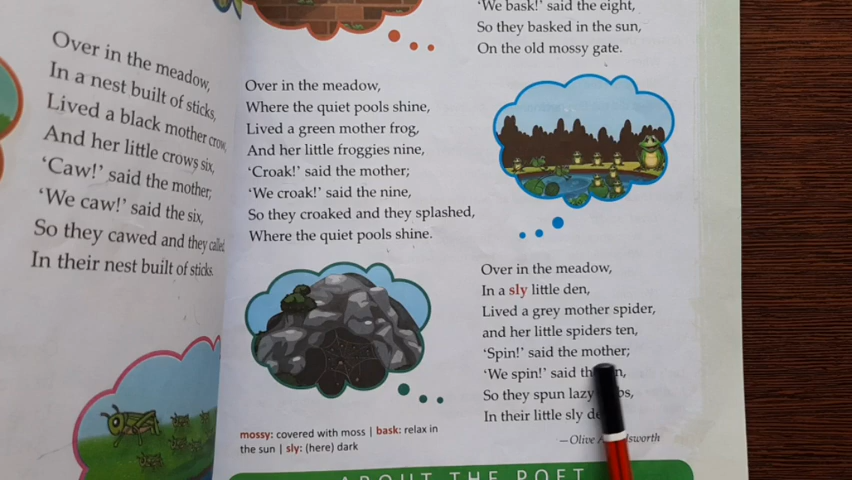 Over in the meadow,
In a nest built of sticks,
Lived a black mother crow,
And her little crows six,
‘Caw!’ said the mother;
‘We caw!’ said the six,
So they cawed and they called
In their nest built of sticks.
‘We bask!’ said the eight,
So they basked in the sun,
On the old mossy gate.
Over in the meadow,
Where the quiet pools shine,
Lived a green mother frog,
And her little froggies nine,
‘Croak!’ said the mother;
‘We croak!’ said the nine,
So they croaked and they splashed,
Where the quiet pools shine.
Over in the meadow,
In a sly little den,
Lived a grey mother spider,
and her little spiders ten,
‘Spin!’ said the mother;
‘We spin!’ said
So they spun lazy
In their little sly
—Olive
mossy: covered with moss | bask: relax in
the sun | sly: (here) dark
ABOUT THE POET